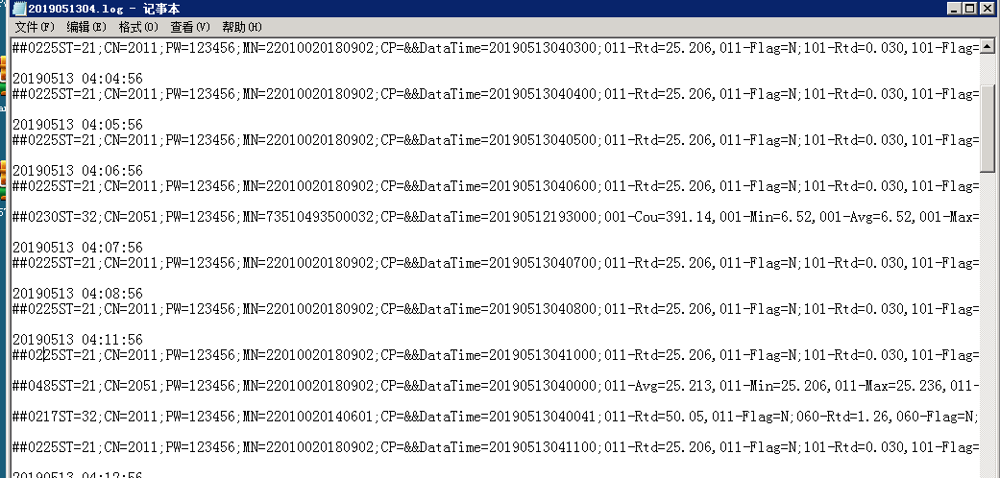 2019051304.log - 记事本
文件(F) 编辑(E) 格式(O) 查看(V) 帮助(H)
##0225ST=21;CN=2011;PW=123456;MN=22010020180902;CP=&&DataTime=20190513040300;011-Rtd=25.206,011-Flag=N;101-Rtd=0.030,101-Flag=
20190513 04:04:56
##0225ST=21;CN=2011;PW=123456;MN=22010020180902;CP=&&DataTime=20190513040400;011-Rtd=25.206,011-Flag=N;101-Rtd=0.030,101-Flag=
20190513 04:05:56
##0225ST=21;CN=2011;PW=123456;MN=22010020180902;CP=&&DataTime=20190513040500;011-Rtd=25.206,011-Flag=N;101-Rtd=0.030,101-Flag=
20190513 04:06:56
##0225ST=21;CN=2011;PW=123456;MN=22010020180902;CP=&&DataTime=20190513040600;011-Rtd=25.206,011-Flag=N;101-Rtd=0.030,101-Flag=
##0230ST=32;CN=2051;PW=123456;MN=73510493500032;CP=&&DataTime=20190512193000;001-Cou=391.14,001-Min=6.52,001-Avg=6.52,001-Max=
20190513 04:07:56
##0225ST=21;CN=2011;PW=123456;MN=22010020180902;CP=&&DataTime=20190513040700;011-Rtd=25.206,011-Flag=N;101-Rtd=0.030,101-Flag=
20190513 04:08:56
##0225ST=21;CN=2011;PW=123456;MN=22010020180902;CP=&&DataTime=20190513040800;011-Rtd=25.206,011-Flag=N;101-Rtd=0.030,101-Flag=
20190513 04:11:56
##0225ST=21;CN=2011;PW=123456;MN=22010020180902;CP=&&DataTime=20190513041000;011-Rtd=25.206,011-Flag=N;101-Rtd=0.030,101-Flag=
##0485ST=21;CN=2051;PW=123456;MN=22010020180902;CP=&&DataTime=20190513040000;011-Avg=25.213,011-Min=25.206,011-Max=25.236,011-
##0217ST=32;CN=2011;PW=123456;MN=22010020140601;CP=&&DataTime=20190513040041;011-Rtd=50.05,011-Flag=N;060-Rtd=1.26,060-Flag=N;
##0225ST=21;CN=2011;PW=123456;MN=22010020180902;CP=&&DataTime=20190513041100;011-Rtd=25.206,011-Flag=N;101-Rtd=0.030,101-Flag=
20190513 04:12:56